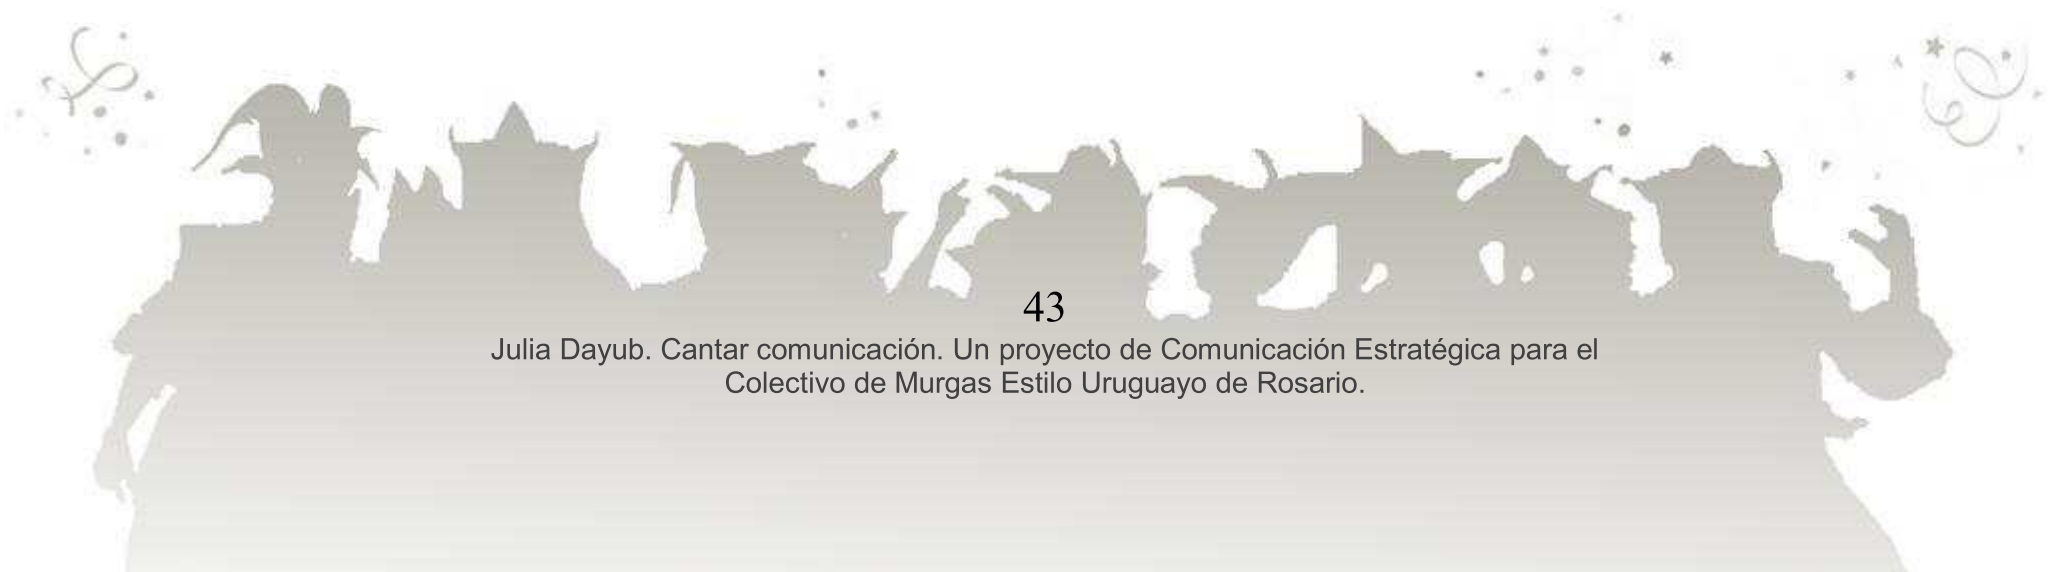 43
Julia Dayub. Cantar comunicación. Un proyecto de Comunicación Estratégica para el
Colectivo de Murgas Estilo Uruguayo de Rosario.